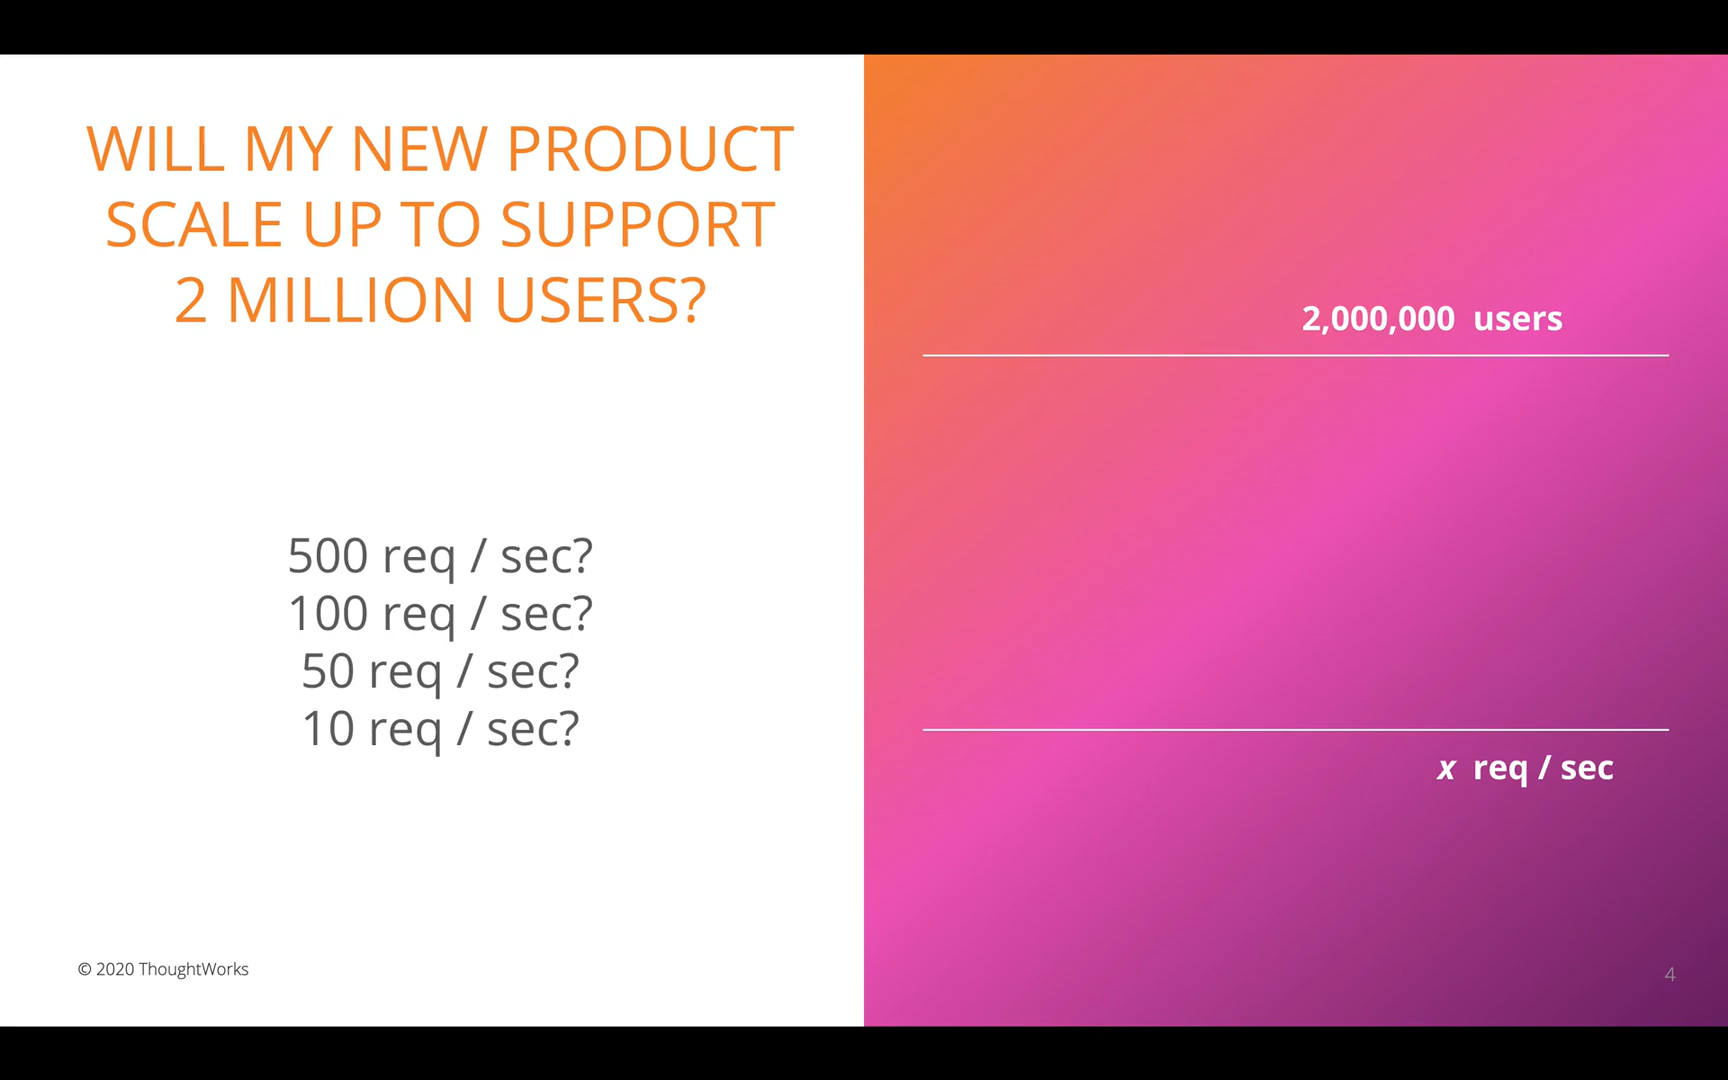 WILL MY NEW PRODUCT
SCALE UP TO SUPPORT
2 MILLION USERS?
500 req / sec?
100 req / sec?
50 req / sec?
10 req / sec?
© 2020 ThoughtWorks
2,000,000 users
x req / sec
4